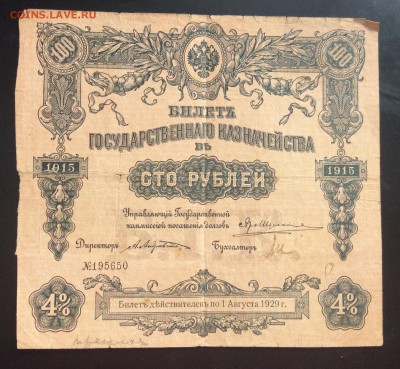 COINS.LAVE.RU
100 100
БИЛЕТЪ
ГОСУДАРСТВЕННАГО КАЗНАЧЕЙСТВА
ВЪ
1915 СТО РУБЛЕЙ 1915
Управляющій Государственной
коммиссіей погашенія долговъ
Директоръ Бухгалтеръ
№195650
4% Билетъ дѣйствителенъ по 1 Августа 1929 г. 4%